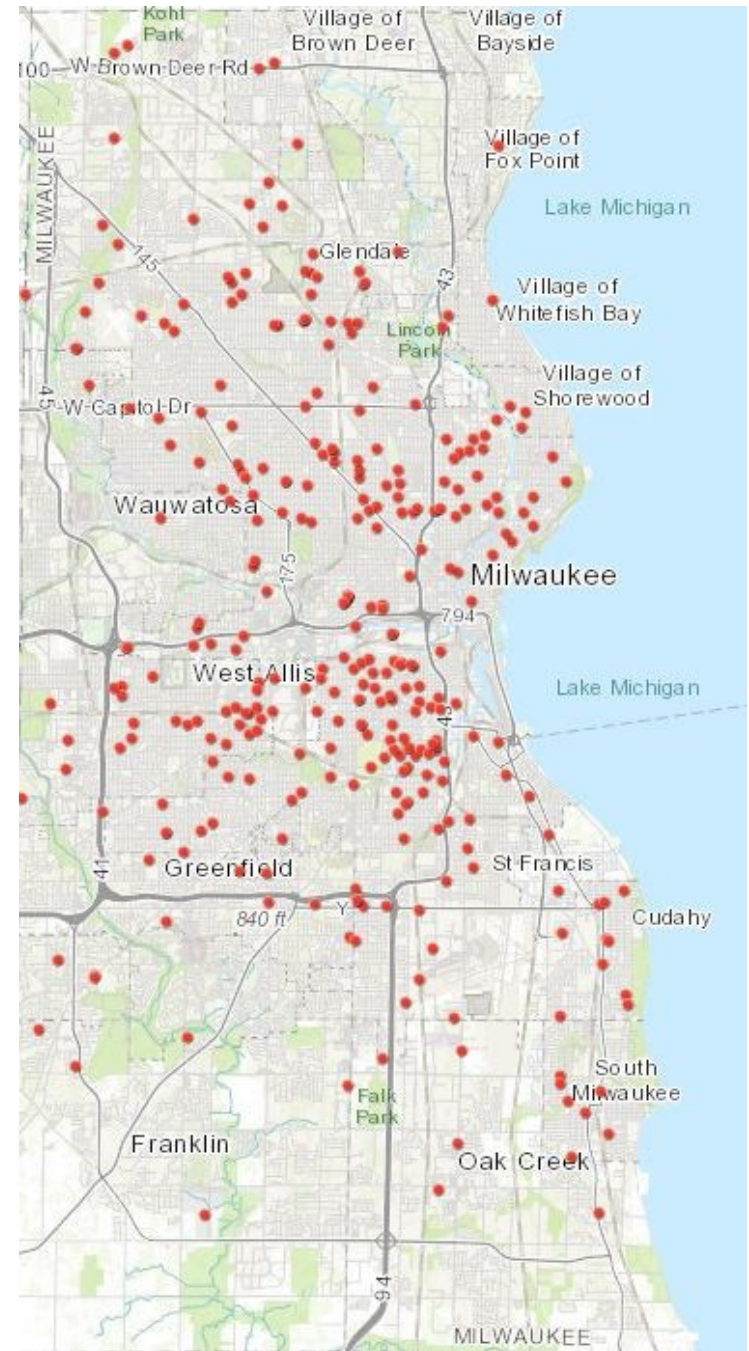 Kohl
Park
Village of
Brown Deer
Village of
Bayside
100
W Brown Deer Rd
Village of
Fox Point
MILWAUKEE
Lake Michigan
145
Glendale
43
Village of
Whitefish Bay
Lincoln
Park
Village of
Shorewood
45
W Capitol Dr
Wauwatosa
175
Milwaukee
794
West Allis
Lake Michigan
43
41
Greenfield
St Francis
840 ft
Cudahy
South
Milwaukee
Falk
Park
Franklin
Oak Creek
94
MILWAUKEE